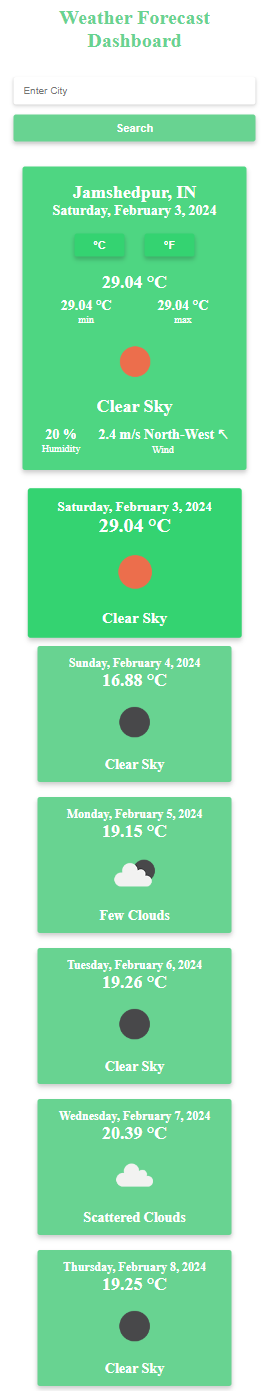 Weather Forecast
Dashboard
Enter City
Search
Jamshedpur, IN
Saturday, February 3, 2024
°C °F
29.04 °C
29.04 °C 29.04 °C
min max
Clear Sky
20 % 2.4 m/s North-West ↖
Humidity Wind
Saturday, February 3, 2024
29.04 °C
Clear Sky
Sunday, February 4, 2024
16.88 °C
Clear Sky
Monday, February 5, 2024
19.15 °C
Few Clouds
Tuesday, February 6, 2024
19.26 °C
Clear Sky
Wednesday, February 7, 2024
20.39 °C
Scattered Clouds
Thursday, February 8, 2024
19.25 °C
Clear Sky